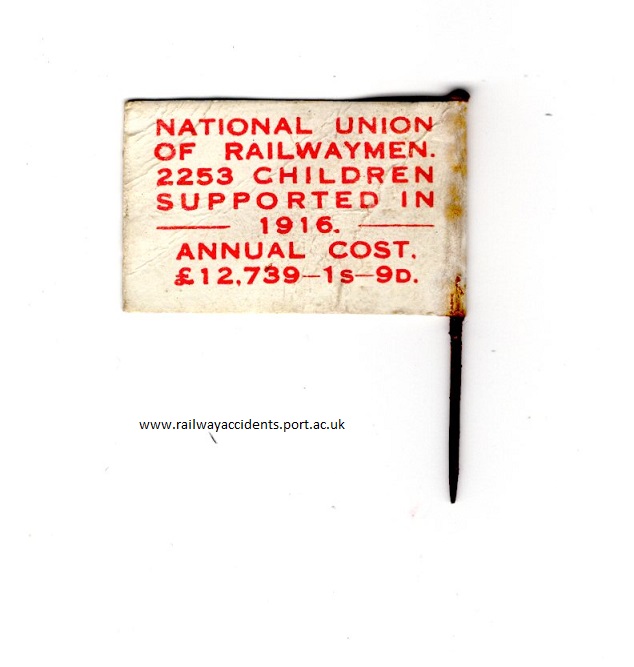 NATIONAL UNION
OF RAILWAYMEN.
2253 CHILDREN
SUPPORTED IN
1916.
ANNUAL COST.
£12,739-1s-9D.
www.railwayaccidents.port.ac.uk